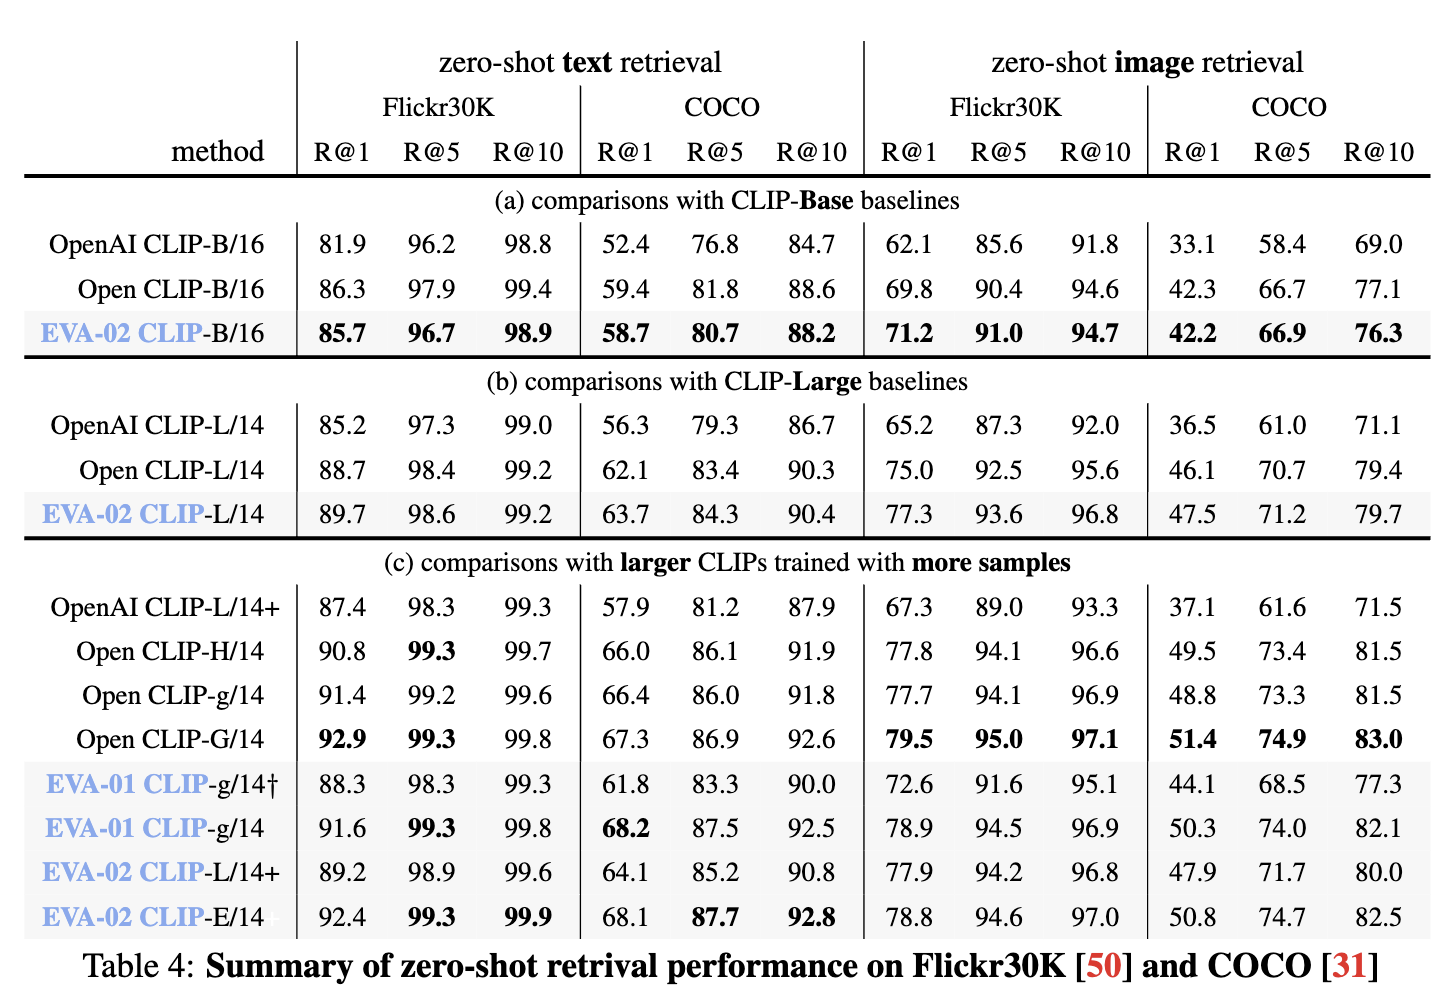 zero-shot text retrieval zero-shot image retrieval
Flickr30K COCO Flickr30K COCO
method R@1 R@5 R@10 R@1 R@5 R@10 R@1 R@5 R@10 R@1 R@5 R@10
(a) comparisons with CLIP-Base baselines
OpenAI CLIP-B/16 81.9 96.2 98.8 52.4 76.8 84.7 62.1 85.6 91.8 33.1 58.4 69.0
Open CLIP-B/16 86.3 97.9 99.4 59.4 81.8 88.6 69.8 90.4 94.6 42.3 66.7 77.1
EVA-02 CLIP-B/16 85.7 96.7 98.9 58.7 80.7 88.2 71.2 91.0 94.7 42.2 66.9 76.3
(b) comparisons with CLIP-Large baselines
OpenAI CLIP-L/14 85.2 97.3 99.0 56.3 79.3 86.7 65.2 87.3 92.0 36.5 61.0 71.1
Open CLIP-L/14 88.7 98.4 99.2 62.1 83.4 90.3 75.0 92.5 95.6 46.1 70.7 79.4
EVA-02 CLIP-L/14 89.7 98.6 99.2 63.7 84.3 90.4 77.3 93.6 96.8 47.5 71.2 79.7
(c) comparisons with larger CLIPs trained with more samples
OpenAI CLIP-L/14+ 87.4 98.3 99.3 57.9 81.2 87.9 67.3 89.0 93.3 37.1 61.6 71.5
Open CLIP-H/14 90.8 99.3 99.7 66.0 86.1 91.9 77.8 94.1 96.6 49.5 73.4 81.5
Open CLIP-g/14 91.4 99.2 99.6 66.4 86.0 91.8 77.7 94.1 96.9 48.8 73.3 81.5
Open CLIP-G/14 92.9 99.3 99.8 67.3 86.9 92.6 79.5 95.0 97.1 51.4 74.9 83.0
EVA-01 CLIP-g/14† 88.3 98.3 99.3 61.8 83.3 90.0 72.6 91.6 95.1 44.1 68.5 77.3
EVA-01 CLIP-g/14 91.6 99.3 99.8 68.2 87.5 92.5 78.9 94.5 96.9 50.3 74.0 82.1
EVA-02 CLIP-L/14+ 89.2 98.9 99.6 64.1 85.2 90.8 77.9 94.2 96.8 47.9 71.7 80.0
EVA-02 CLIP-E/14+ 92.4 99.3 99.9 68.1 87.7 92.8 78.8 94.6 97.0 50.8 74.7 82.5
Table 4: Summary of zero-shot retrival performance on Flickr30K [50] and COCO [31]